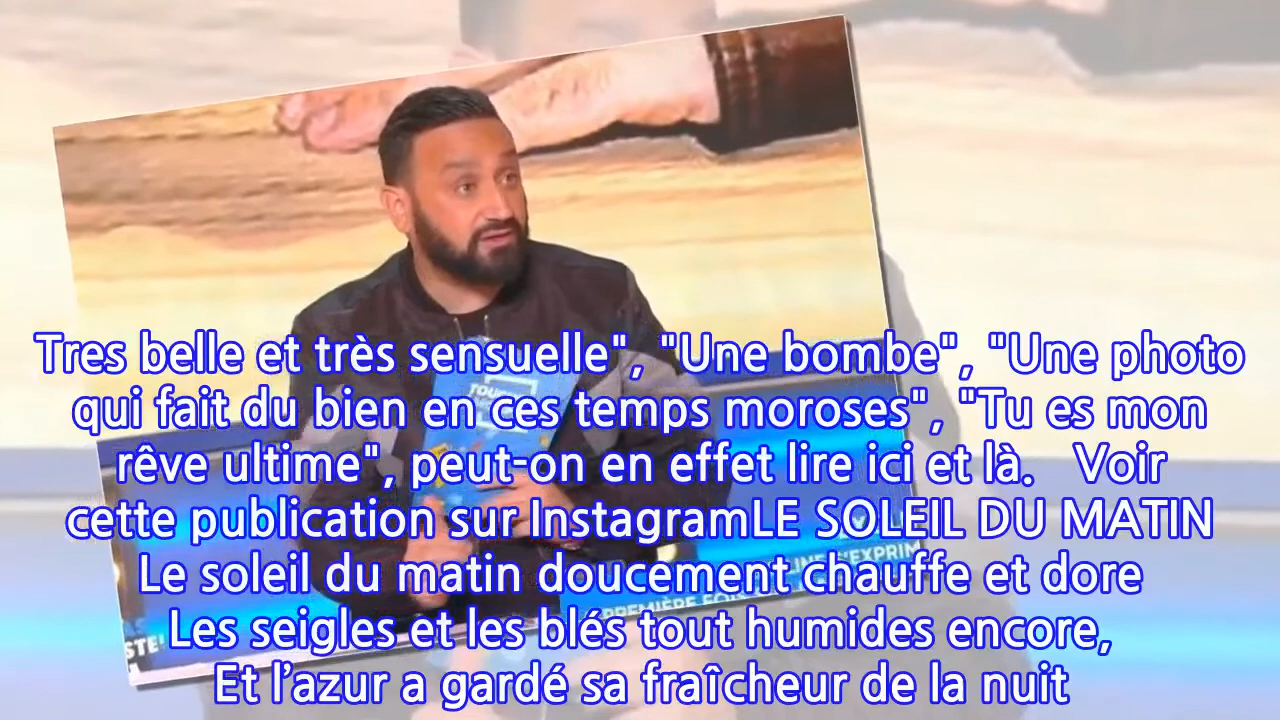 Tres belle et très sensuelle", "Une bombe", "Une photo
qui fait du bien en ces temps moroses", "Tu es mon
rêve ultime", peut-on en effet lire ici et là. Voir
cette publication sur InstagramLE SOLEIL DU MATIN
Le soleil du matin doucement chauffe et dore
Les seigles et les blés tout humides encore,
Et l'azur a gardé sa fraîcheur de la nuit
PREMIÈRE FOIS